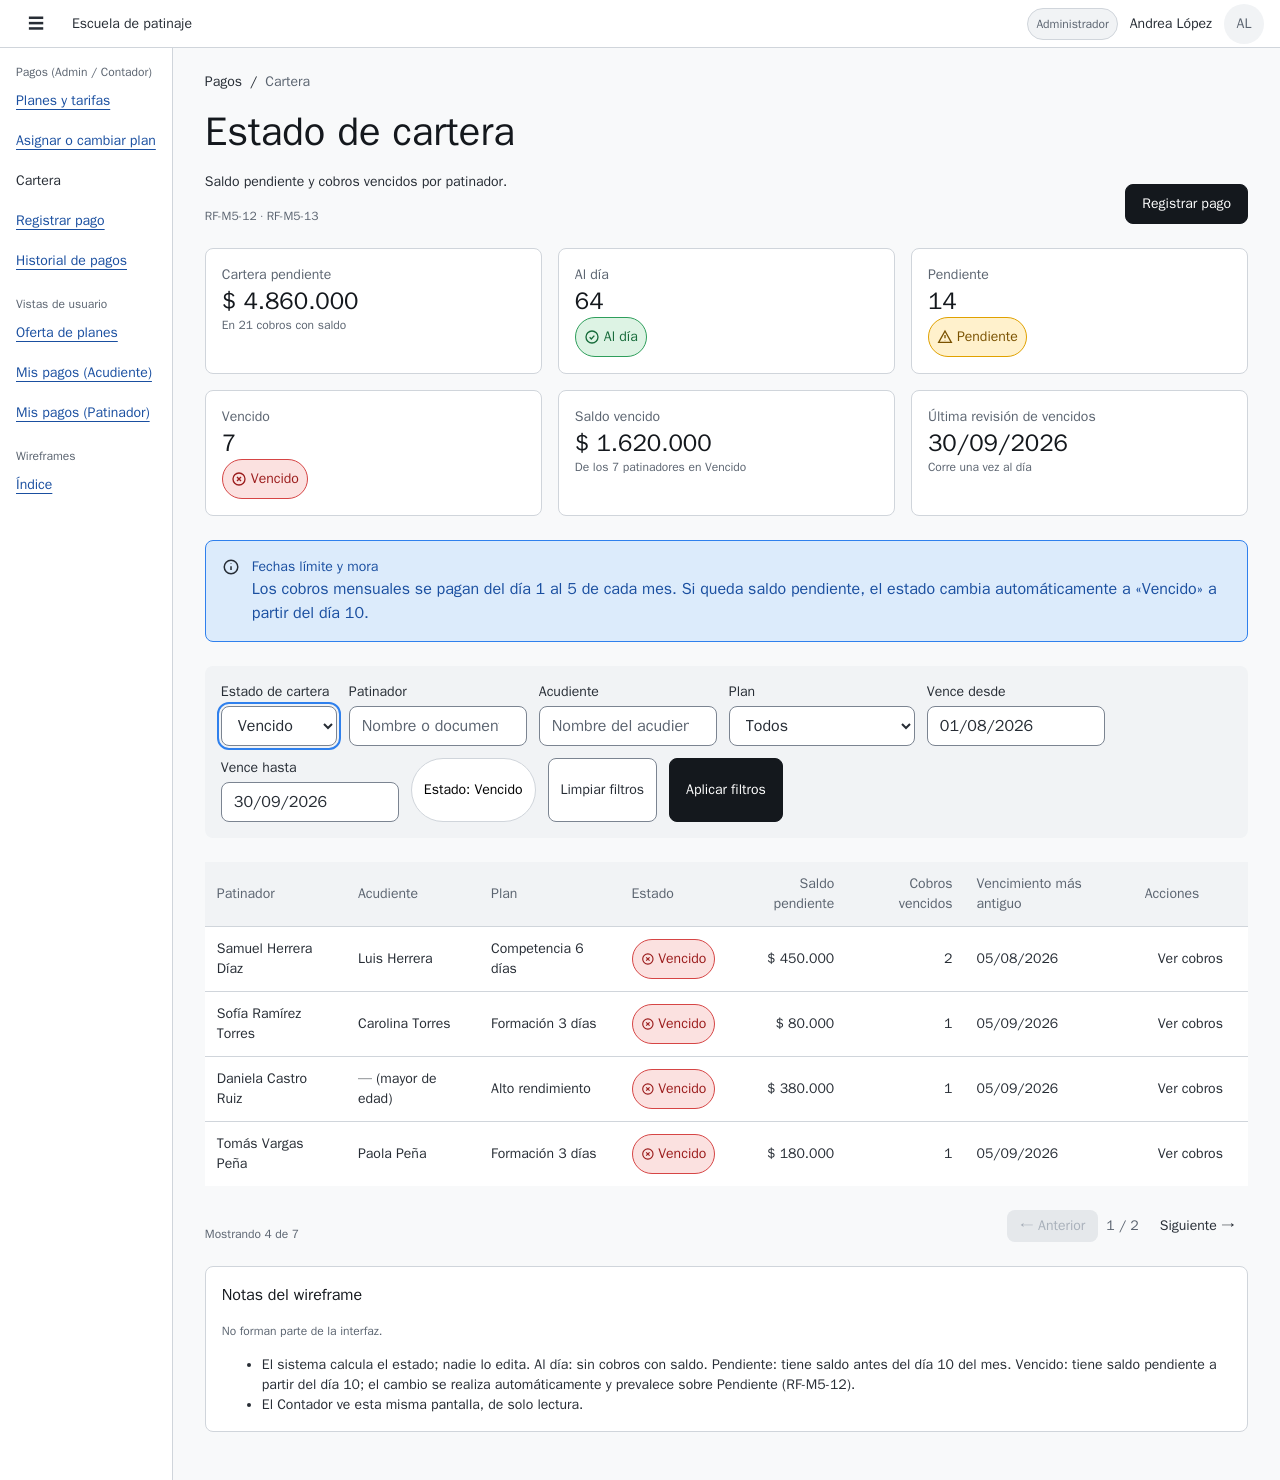 Escuela de patinaje
Administrador
Andrea López
AL
Pagos (Admin / Contador)
Planes y tarifas
Asignar o cambiar plan
Cartera
Registrar pago
Historial de pagos
Vistas de usuario
Oferta de planes
Mis pagos (Acudiente)
Mis pagos (Patinador)
Wireframes
Índice
Pagos / Cartera
Estado de cartera
Saldo pendiente y cobros vencidos por patinador.
RF-M5-12 · RF-M5-13
Registrar pago
Cartera pendiente
$ 4.860.000
En 21 cobros con saldo
Al día
64
Al día
Pendiente
14
Pendiente
Vencido
7
Vencido
Saldo vencido
$ 1.620.000
De los 7 patinadores en Vencido
Última revisión de vencidos
30/09/2026
Corre una vez al día
Fechas límite y mora
Los cobros mensuales se pagan del día 1 al 5 de cada mes. Si queda saldo pendiente, el estado cambia automáticamente a «Vencido» a
partir del día 10.
Estado de cartera
Vencido
Patinador
Nombre o documen
Acudiente
Nombre del acudier
Plan
Todos
Vence desde
01/08/2026
Vence hasta
30/09/2026
Estado: Vencido
Limpiar filtros
Aplicar filtros
Patinador Acudiente Plan Estado Saldo pendiente Cobros vencidos Vencimiento más antiguo Acciones
Samuel Herrera Díaz Luis Herrera Competencia 6 días Vencido $ 450.000 2 05/08/2026 Ver cobros
Sofía Ramírez Torres Carolina Torres Formación 3 días Vencido $ 80.000 1 05/09/2026 Ver cobros
Daniela Castro Ruiz — (mayor de edad) Alto rendimiento Vencido $ 380.000 1 05/09/2026 Ver cobros
Tomás Vargas Peña Paola Peña Formación 3 días Vencido $ 180.000 1 05/09/2026 Ver cobros
Mostrando 4 de 7
← Anterior 1 / 2 Siguiente →
Notas del wireframe
No forman parte de la interfaz.
• El sistema calcula el estado; nadie lo edita. Al día: sin cobros con saldo. Pendiente: tiene saldo antes del día 10 del mes. Vencido: tiene saldo pendiente a
partir del día 10; el cambio se realiza automáticamente y prevalece sobre Pendiente (RF-M5-12).
• El Contador ve esta misma pantalla, de solo lectura.